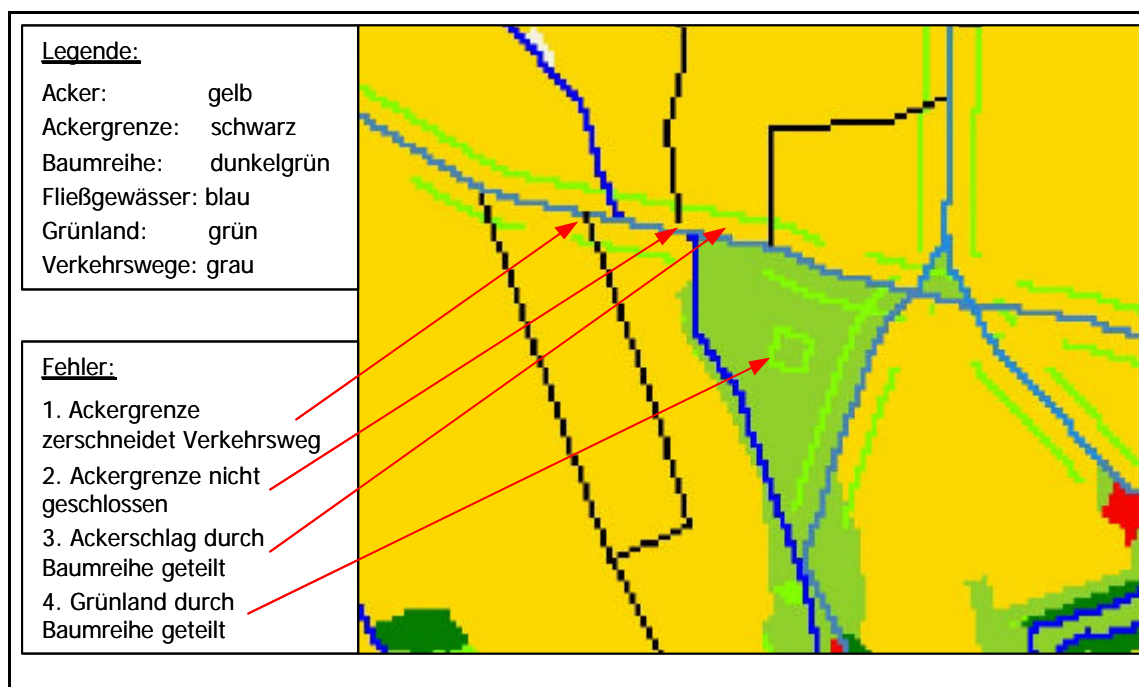 Legende:
Acker: gelb
Ackergrenze: schwarz
Baumreihe: dunkelgrün
Fließgewässer: blau
Grünland: grün
Verkehrswege: grau
Fehler:
1. Ackergrenze
zerschneidet Verkehrsweg
2. Ackergrenze nicht
geschlossen
3. Ackerschlag durch
Baumreihe geteilt
4. Grünland durch
Baumreihe geteilt